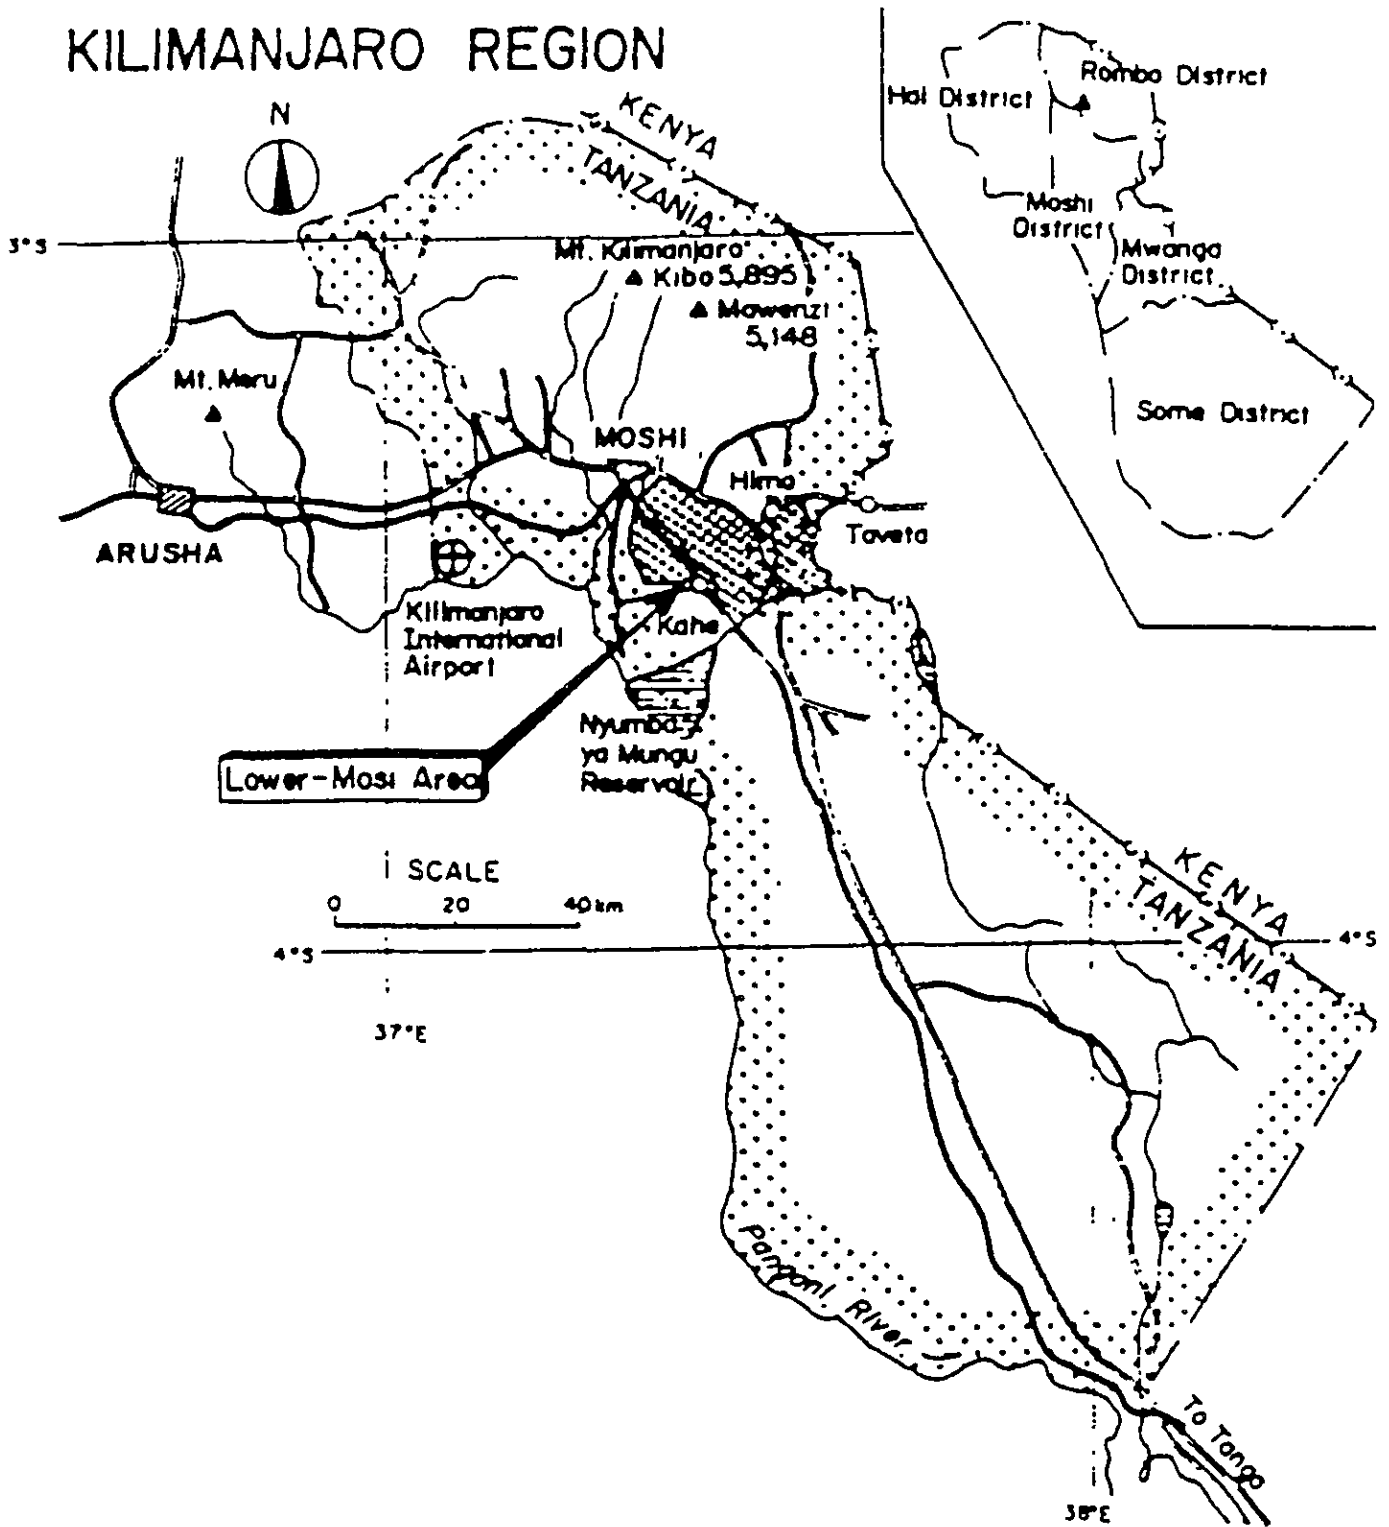 KILIMANJARO REGION
N
KENYA
TANZANIA
3°S
Mt. Kilimanjaro
Kibo 5,895
Mawenzi
5,148
Mt. Meru
MOSHI
Himo
Taveta
ARUSHA
Kilimanjaro
International
Airport
Kahe
Nyumba
ya Mungu
Reservoir
Lower-Mosi Area
SCALE
0 20 40 km
4°S
4°S
37°E
KENYA
TANZANIA
Pangani River
To Tanga
38°E
Hai District
Rombo District
Moshi
District
Mwanga
District
Some District